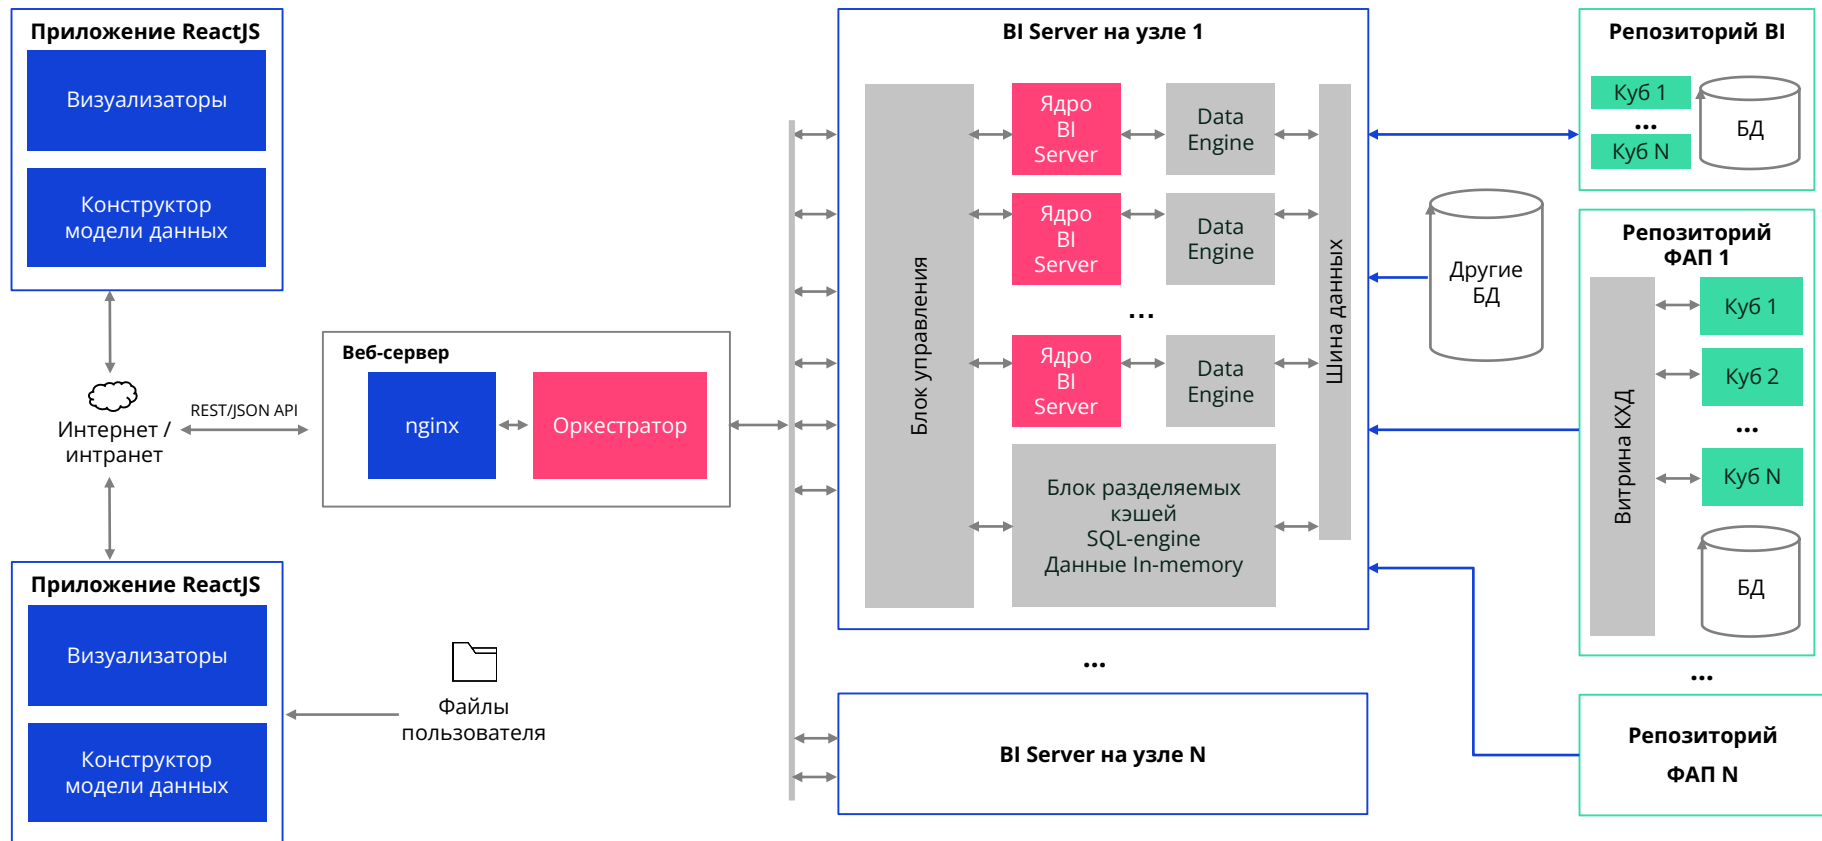 Приложение ReactJS
Визуализаторы
Конструктор
модели данных
Интернет /
интранет
REST/JSON API
Приложение ReactJS
Визуализаторы
Конструктор
модели данных
Файлы
пользователя
Веб-сервер
nginx
Оркестратор
BI Server на узле 1
Блок управления
Ядро
BI
Server
Data
Engine
Ядро
BI
Server
Data
Engine
...
Ядро
BI
Server
Data
Engine
Блок разделяемых
кэшей
SQL-engine
Данные In-memory
Шина данных
...
BI Server на узле N
Другие
БД
Репозиторий BI
Куб 1
...
Куб N
БД
Репозиторий
ФАП 1
Витрина КХД
Куб 1
Куб 2
...
Куб N
БД
...
Репозиторий
ФАП N